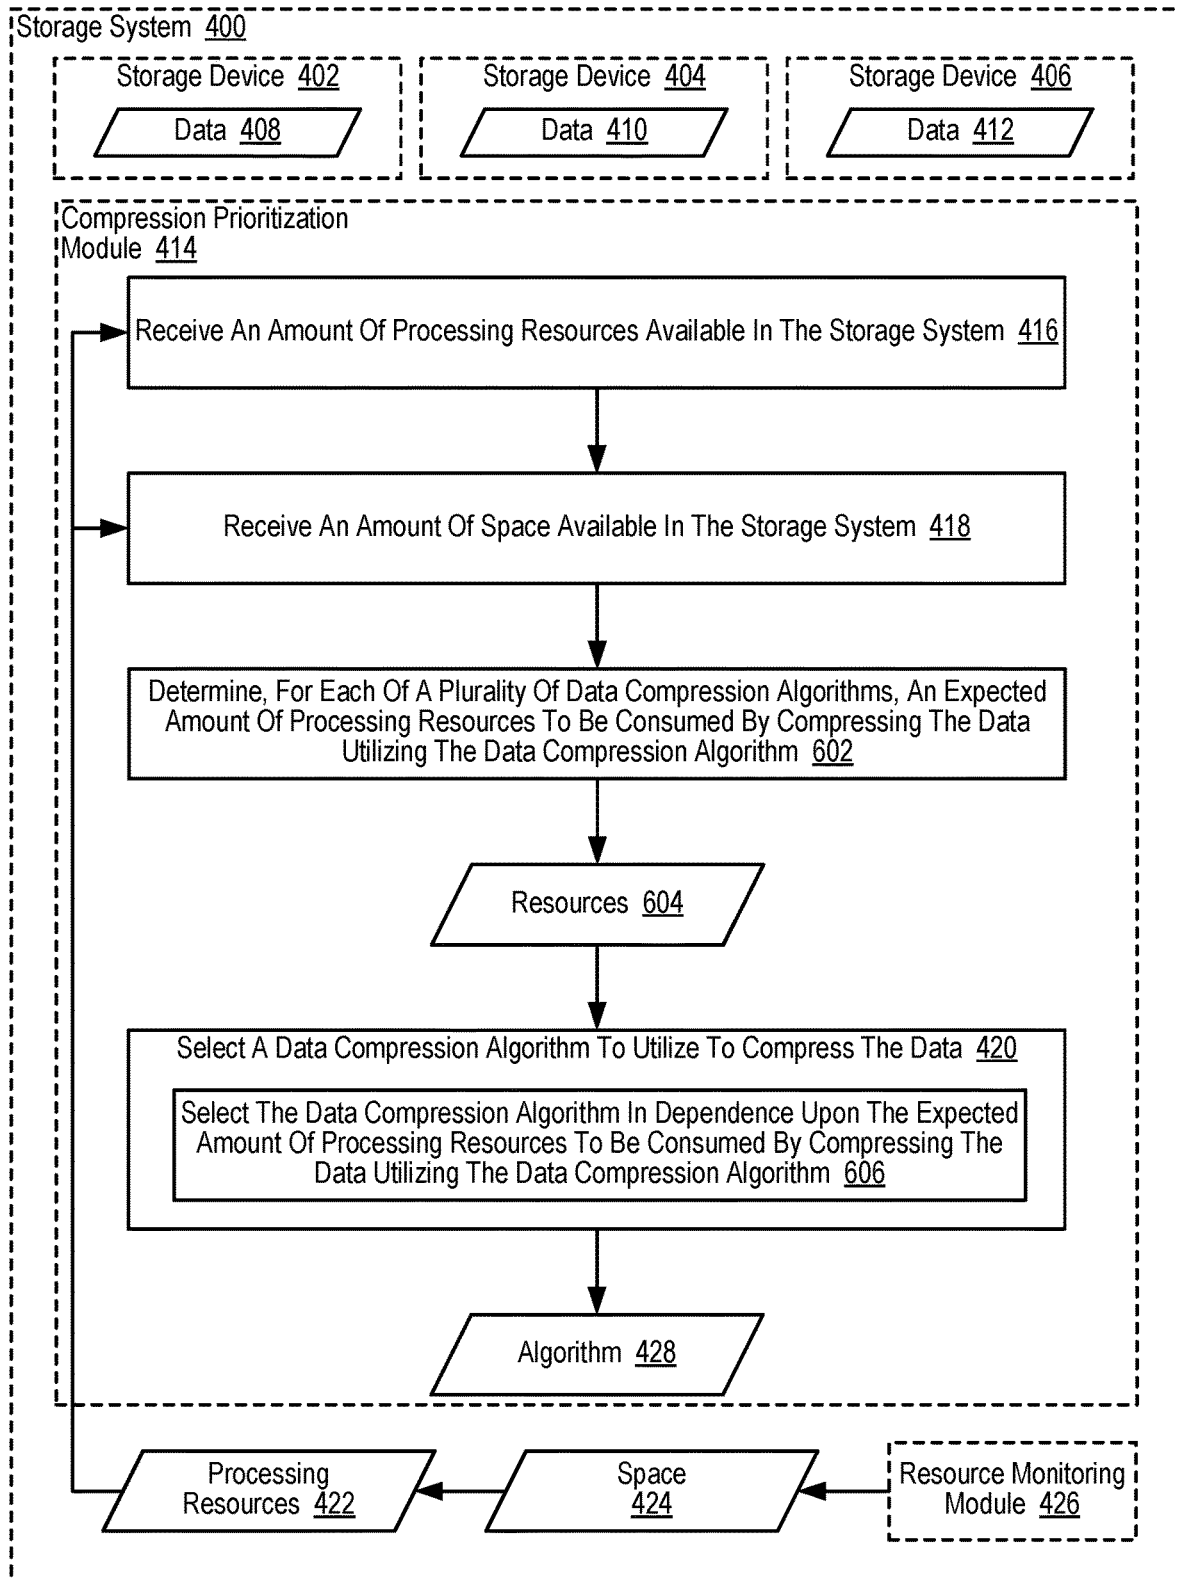 Storage System 400
Storage Device 402
Storage Device 404
Storage Device 406
Data 408
Data 410
Data 412
Compression Prioritization
Module 414
Receive An Amount Of Processing Resources Available In The Storage System 416
Receive An Amount Of Space Available In The Storage System 418
Determine, For Each Of A Plurality Of Data Compression Algorithms, An Expected
Amount Of Processing Resources To Be Consumed By Compressing The Data
Utilizing The Data Compression Algorithm 602
Resources 604
Select A Data Compression Algorithm To Utilize To Compress The Data 420
Select The Data Compression Algorithm In Dependence Upon The Expected
Amount Of Processing Resources To Be Consumed By Compressing The
Data Utilizing The Data Compression Algorithm 606
Algorithm 428
Processing
Resources 422
Space
424
Resource Monitoring
Module 426